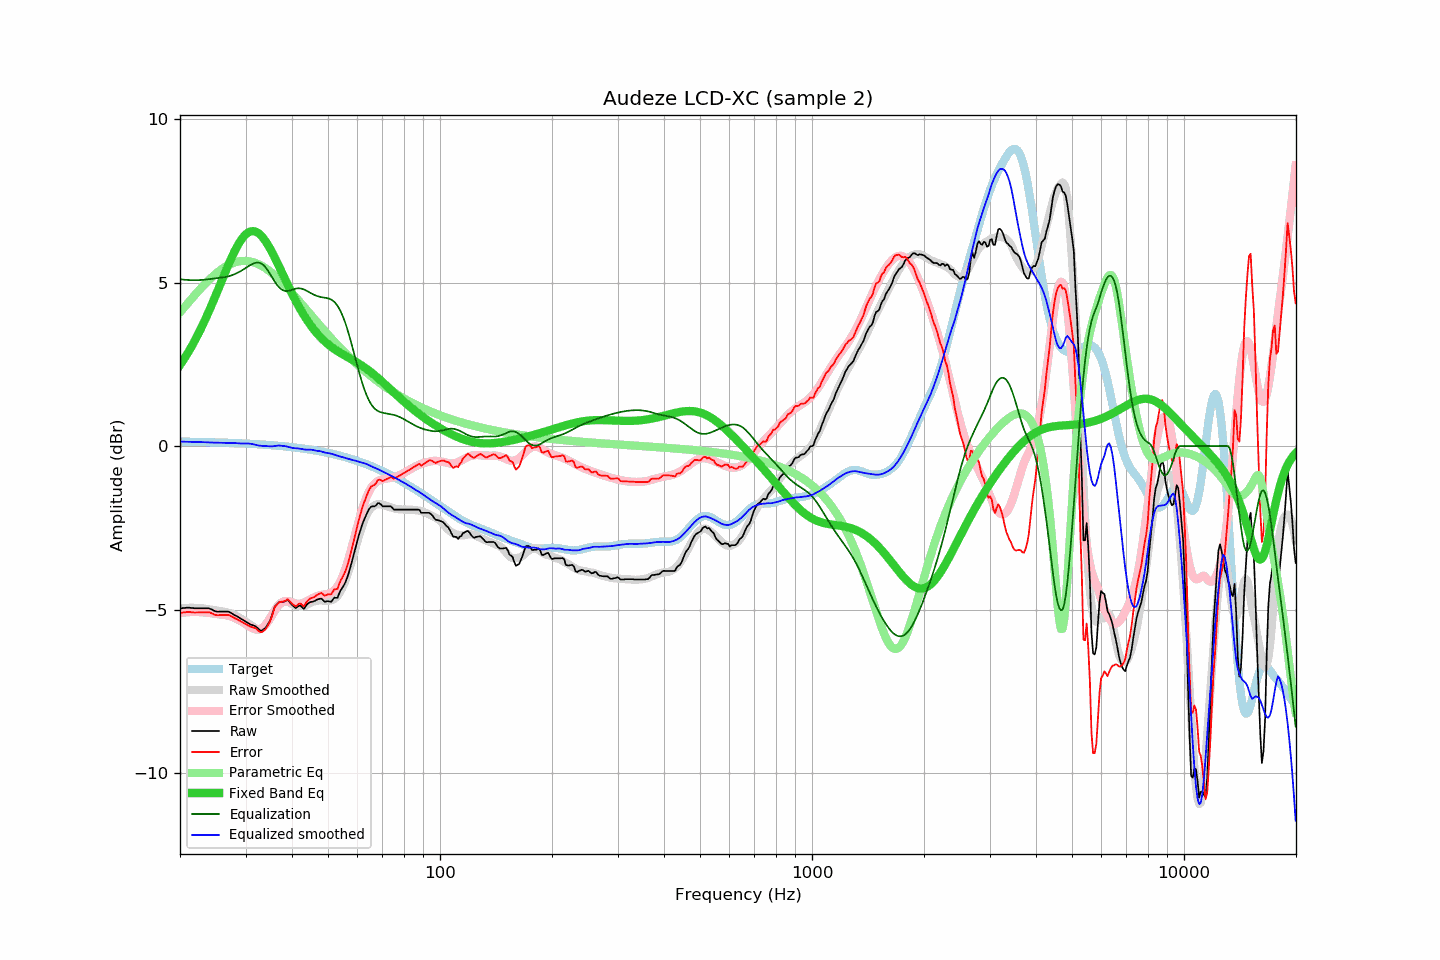 Audeze LCD-XC (sample 2)
10
5
0
−5
−10
Amplitude (dBr)
Target
Raw Smoothed
Error Smoothed
Raw
Error
Parametric Eq
Fixed Band Eq
Equalization
Equalized smoothed
100 1000 10000
Frequency (Hz)